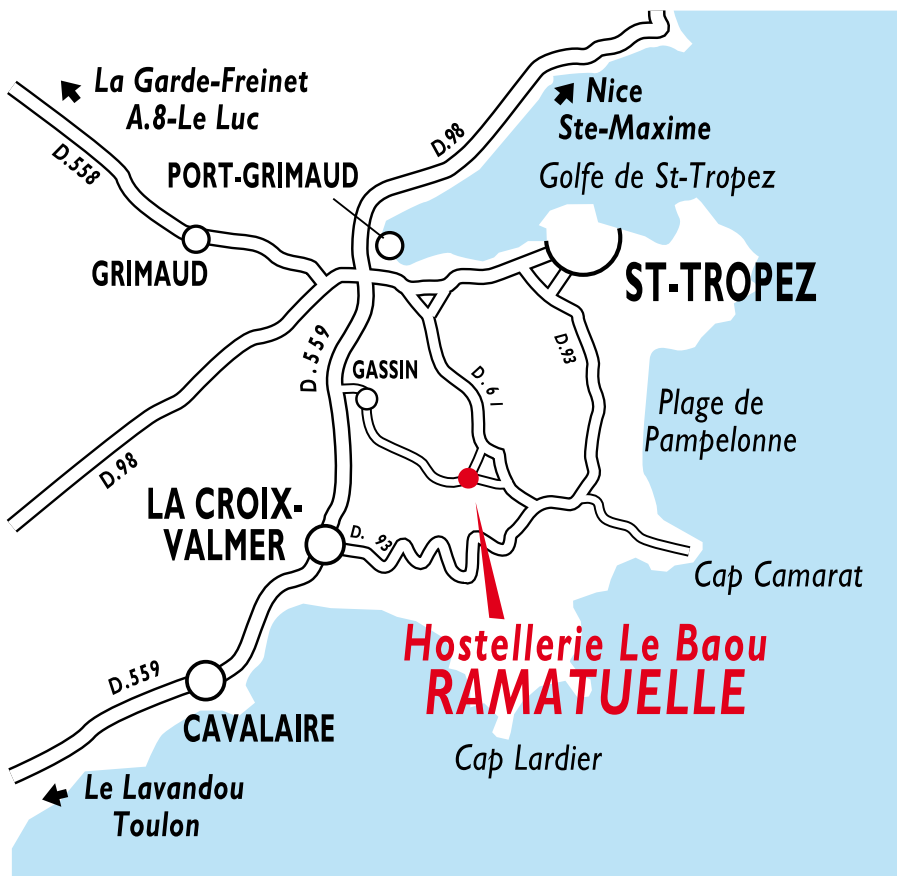 La Garde-Freinet
A.8-Le Luc
Nice
Ste-Maxime
D.98
D.558
PORT-GRIMAUD
Golfe de St-Tropez
GRIMAUD
ST-TROPEZ
D.559
D.93
GASSIN
D.61
Plage de
Pampelonne
D.98
LA CROIX-
VALMER
D. 93
Cap Camarat
Hostellerie Le Baou
RAMATUELLE
D.559
CAVALAIRE
Cap Lardier
Le Lavandou
Toulon